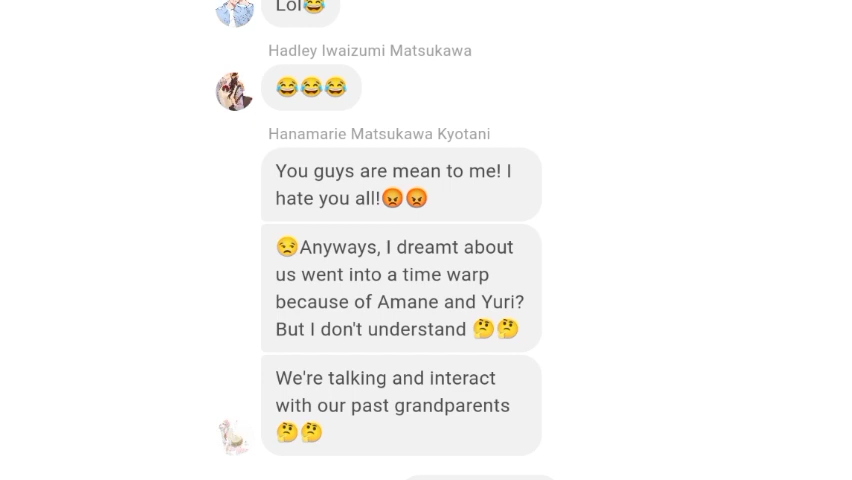 Lol😂
Hadley Iwaizumi Matsukawa
😂😂😂
Hanamarie Matsukawa Kyotani
You guys are mean to me! I
hate you all!😡😡
😒Anyways, I dreamt about
us went into a time warp
because of Amane and Yuri?
But I don't understand 🤔🤔
We're talking and interact
with our past grandparents
🤔🤔